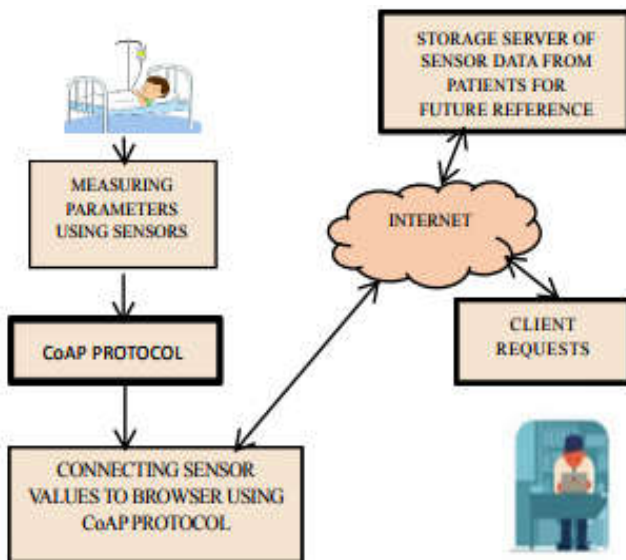 STORAGE SERVER OF
SENSOR DATA FROM
PATIENTS FOR
FUTURE REFERENCE
MEASURING
PARAMETERS
USING SENSORS
INTERNET
CoAP PROTOCOL
CLIENT
REQUESTS
CONNECTING SENSOR
VALUES TO BROWSER USING
CoAP PROTOCOL